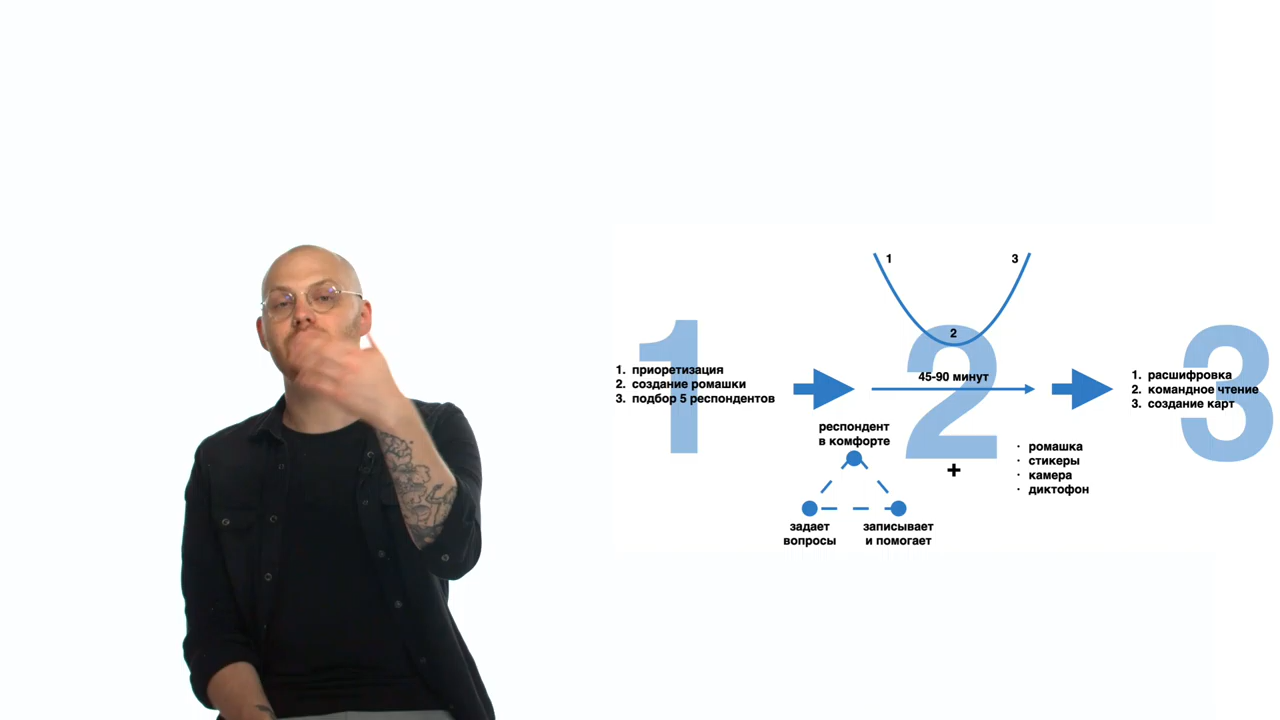 1
1. приоретизация
2. создание ромашки
3. подбор 5 респондентов
1
3
2
2
45-90 минут
респондент
в комфорте
задает
вопросы
записывает
и помогает
+
· ромашка
· стикеры
· камера
· диктофон
3
1. расшифровка
2. командное чтение
3. создание карт